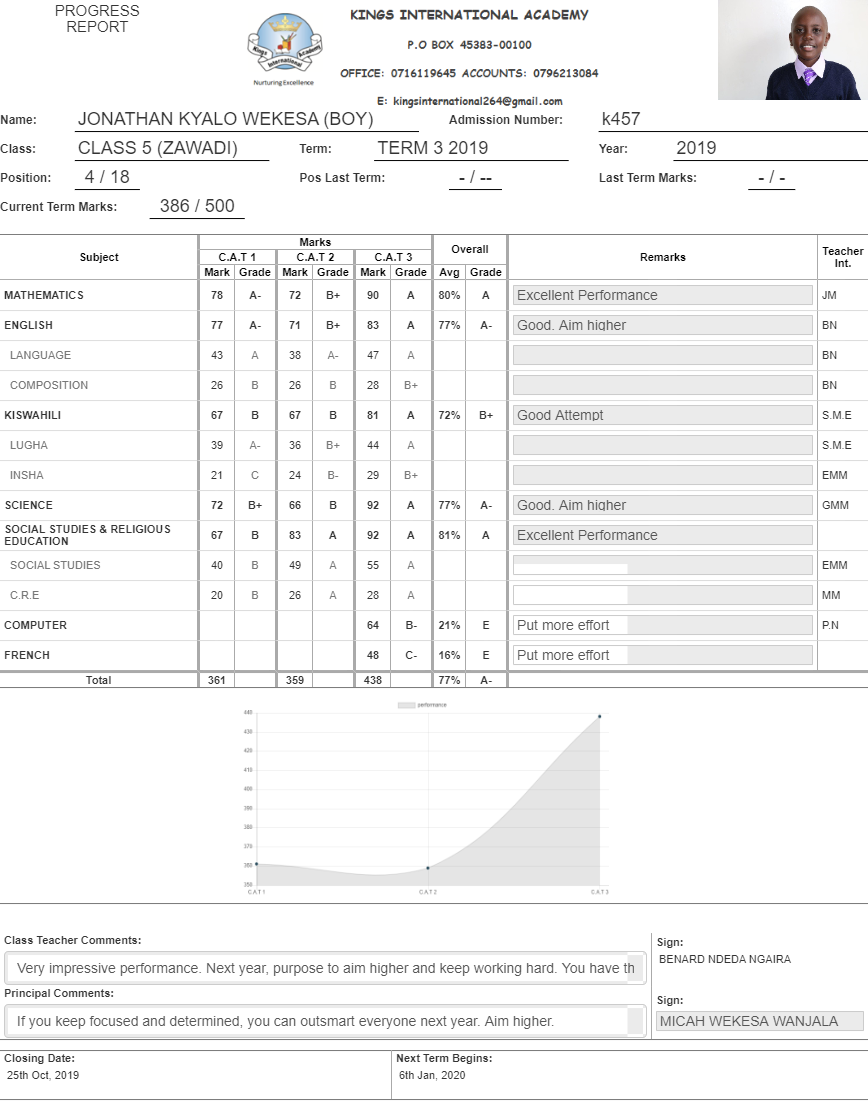 PROGRESS
REPORT
KINGS INTERNATIONAL ACADEMY
P.O BOX 45383-00100
OFFICE: 0716119645 ACCOUNTS: 0796213084
E: kingsinternational264@gmail.com
Kings Academy
International
Nurturing Excellence
Name: JONATHAN KYALO WEKESA (BOY) Admission Number: k457
Class: CLASS 5 (ZAWADI) Term: TERM 3 2019 Year: 2019
Position: 4 / 18 Pos Last Term: - / -- Last Term Marks: - / -
Current Term Marks: 386 / 500
Subject Marks Overall Remarks Teacher Int.
C.A.T 1 C.A.T 2 C.A.T 3
Mark Grade Mark Grade Mark Grade Avg Grade
MATHEMATICS 78 A- 72 B+ 90 A 80% A Excellent Performance JM
ENGLISH 77 A- 71 B+ 83 A 77% A- Good. Aim higher BN
LANGUAGE 43 A 38 A- 47 A BN
COMPOSITION 26 B 26 B 28 B+ BN
KISWAHILI 67 B 67 B 81 A 72% B+ Good Attempt S.M.E
LUGHA 39 A- 36 B+ 44 A S.M.E
INSHA 21 C 24 B- 29 B+ EMM
SCIENCE 72 B+ 66 B 92 A 77% A- Good. Aim higher GMM
SOCIAL STUDIES & RELIGIOUS
EDUCATION 67 B 83 A 92 A 81% A Excellent Performance
SOCIAL STUDIES 40 B 49 A 55 A EMM
C.R.E 20 B 26 A 28 A MM
COMPUTER 64 B- 21% E Put more effort P.N
FRENCH 48 C- 16% E Put more effort
Total 361 359 438 77% A-
performance
440
430
420
410
400
390
380
370
360
350
C.A.T 1 C.A.T 2 C.A.T 3
Class Teacher Comments: Sign:
Very impressive performance. Next year, purpose to aim higher and keep working hard. You have th BENARD NDEDA NGAIRA
Principal Comments: Sign:
If you keep focused and determined, you can outsmart everyone next year. Aim higher. MICAH WEKESA WANJALA
Closing Date: Next Term Begins:
25th Oct, 2019 6th Jan, 2020